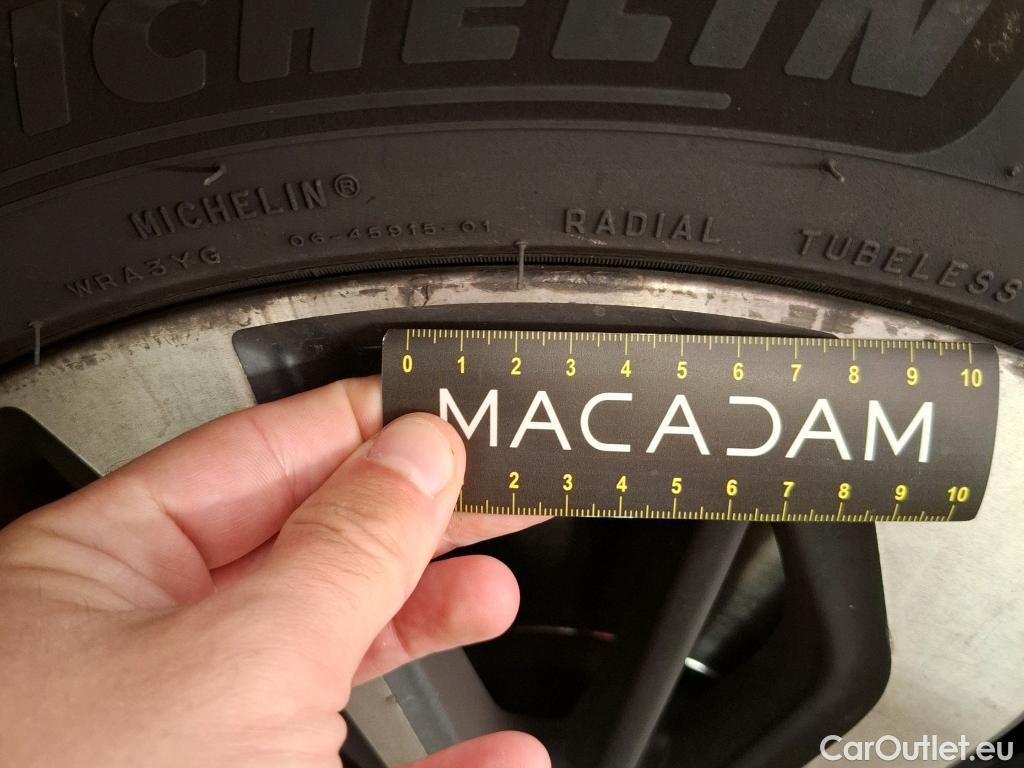 MICHELIN
MICHELIN®
RADIAL
TUBELESS
WRA3YG
06-45915-01
0 1 2 3 4 5 6 7 8 9 10
MACADAM
2 3 4 5 6 7 8 9 10
CarOutlet.eu